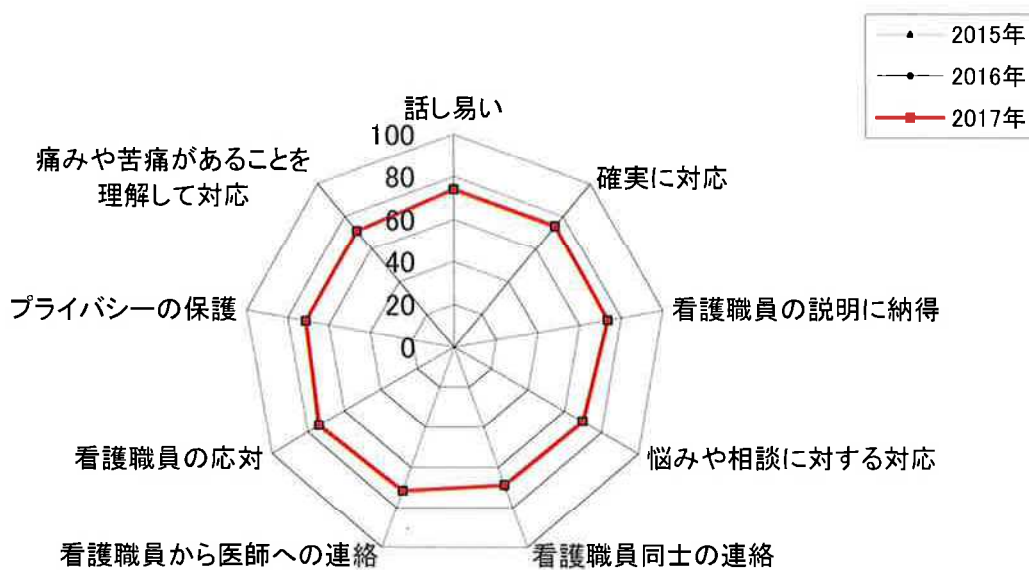 2015年
2016年
2017年
話し易い
確実に対応
看護職員の説明に納得
悩みや相談に対する対応
看護職員同士の連絡
看護職員から医師への連絡
看護職員の応対
プライバシーの保護
痛みや苦痛があることを
理解して対応
100
80
60
40
20
0